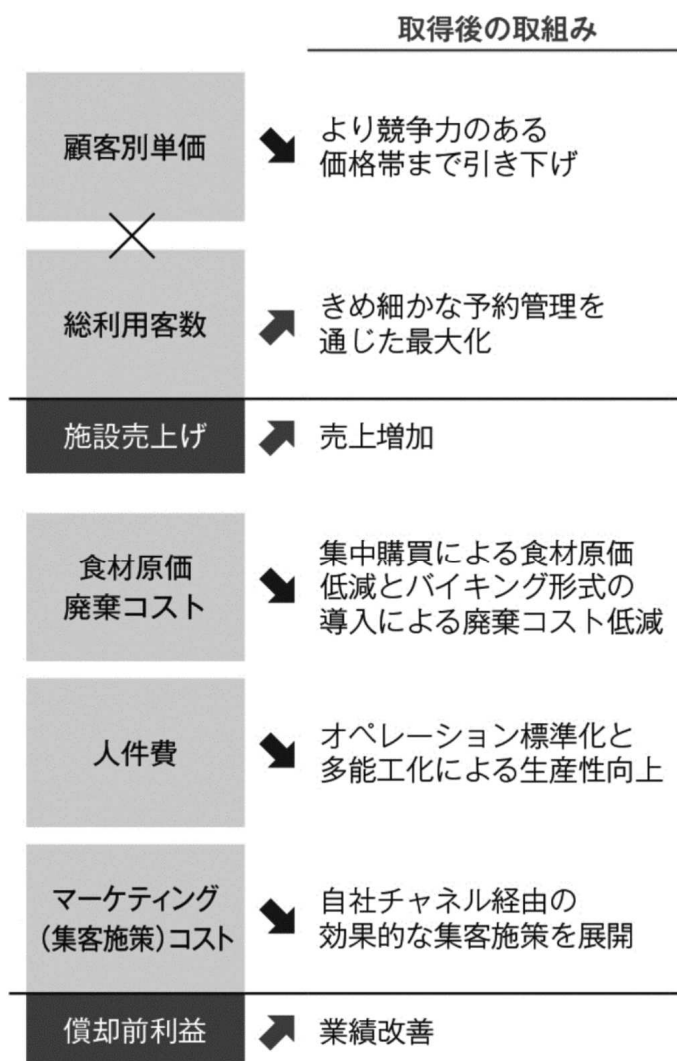 取得後の取組み
顧客別単価
より競争力のある
価格帯まで引き下げ
×
総利用客数
きめ細かな予約管理を
通じた最大化
施設売上げ
売上増加
食材原価
廃棄コスト
集中購買による食材原価
低減とバイキング形式の
導入による廃棄コスト低減
人件費
オペレーション標準化と
多能工化による生産性向上
マーケティング
(集客施策)コスト
自社チャネル経由の
効果的な集客施策を展開
償却前利益
業績改善